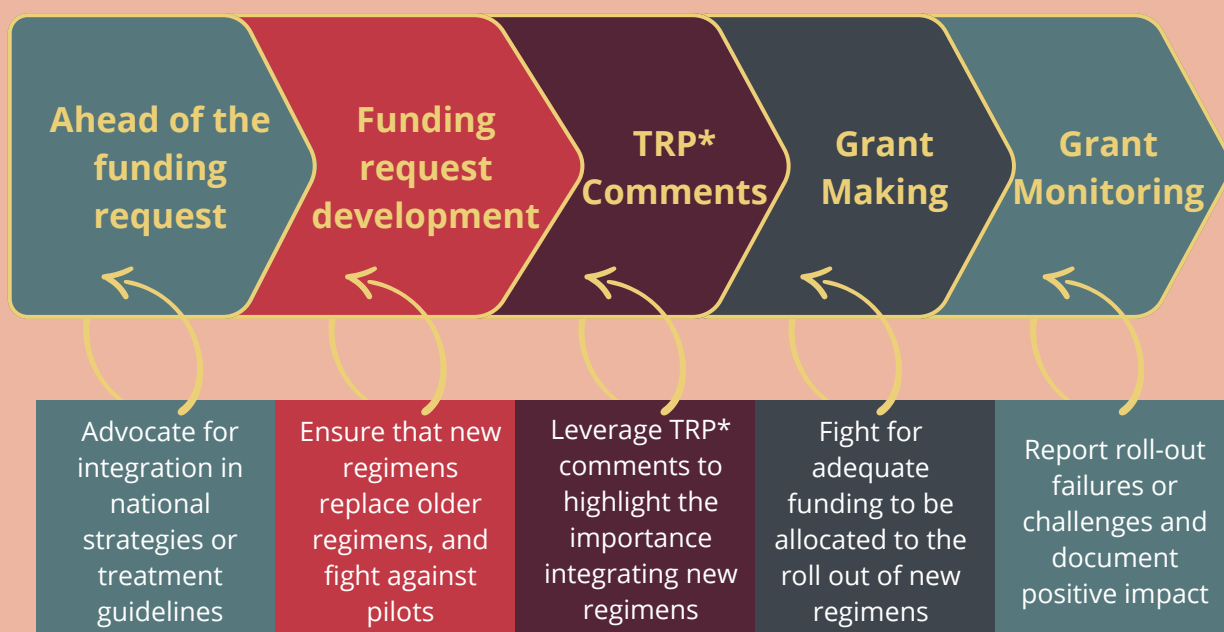 Ahead of the
funding
request
Funding
request
development
TRP*
Comments
Grant
Making
Grant
Monitoring
Advocate for
integration in
national
strategies or
treatment
guidelines
Ensure that new
regimens
replace older
regimens, and
fight against
pilots
Leverage TRP*
comments to
highlight the
importance
integrating new
regimens
Fight for
adequate
funding to be
allocated to the
roll out of new
regimens
Report roll-out
failures or
challenges and
document
positive impact